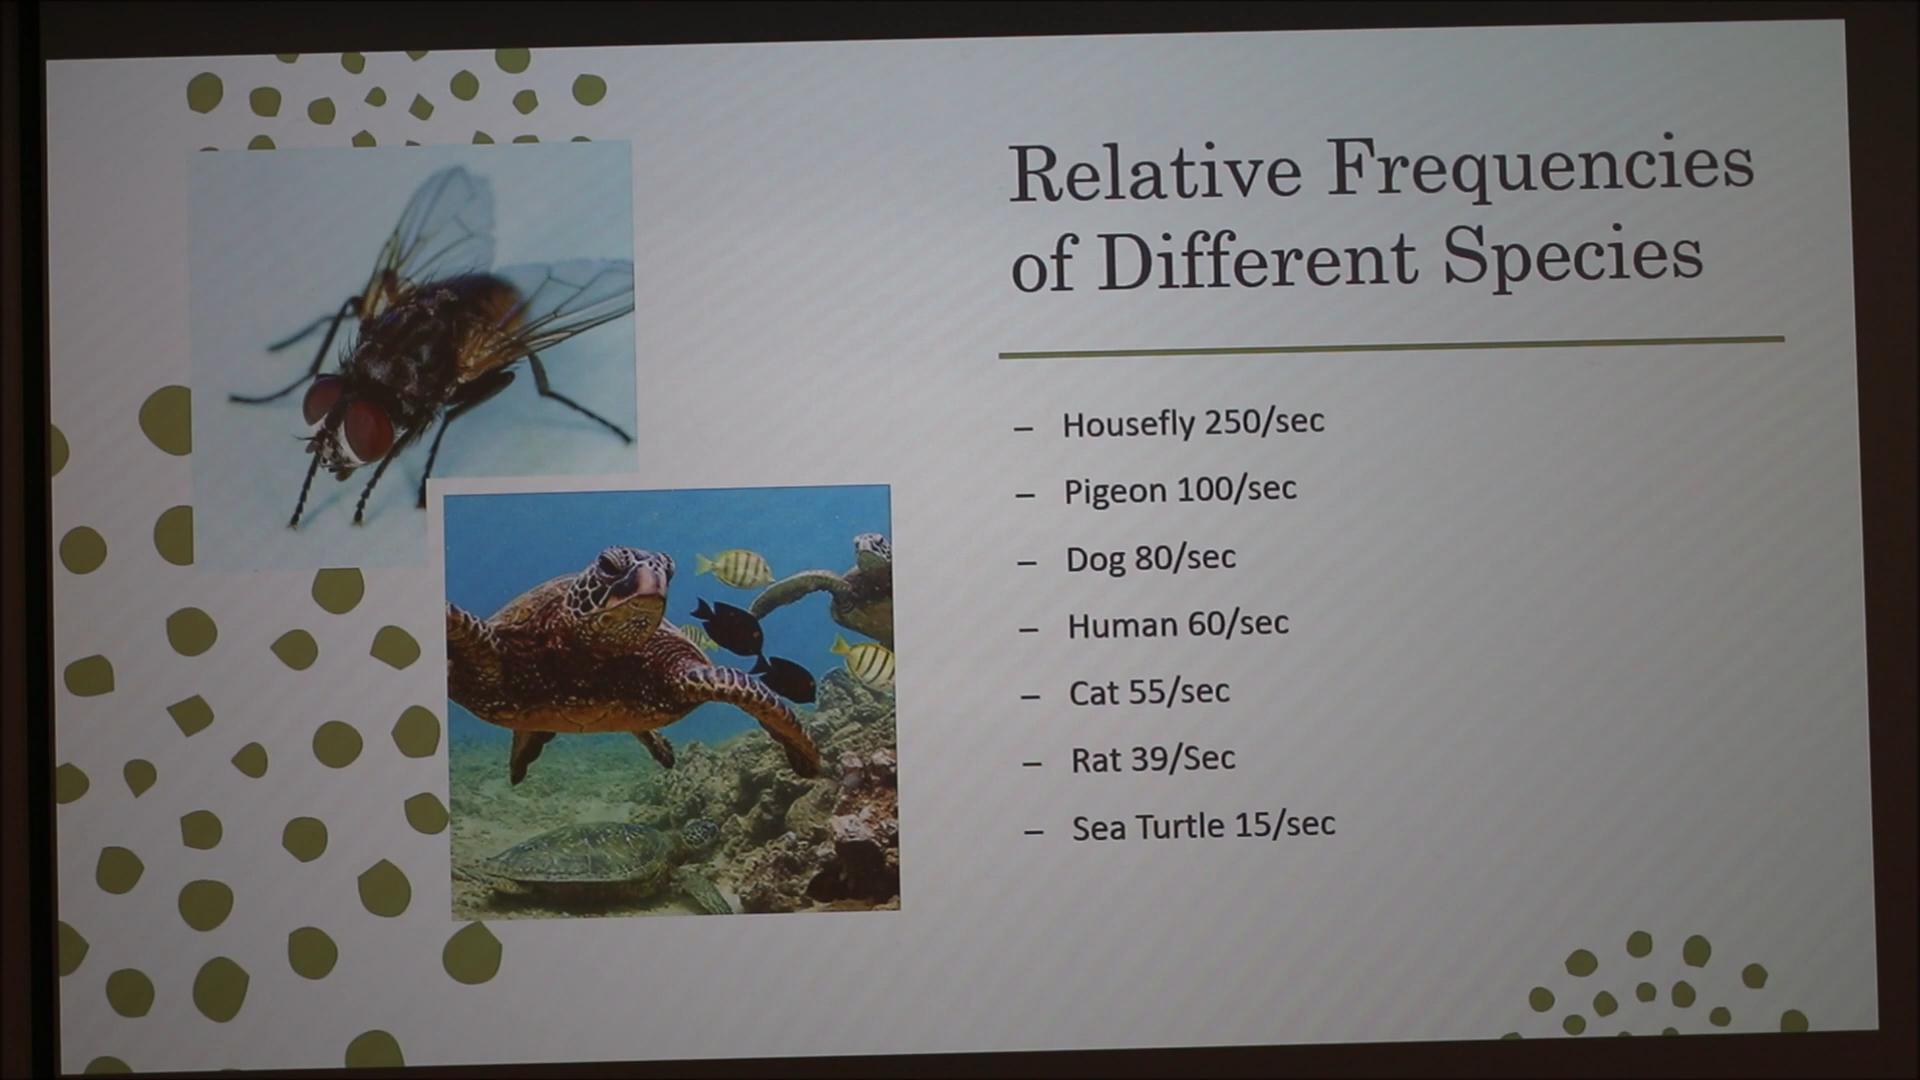 Relative Frequencies
of Different Species
– Housefly 250/sec
– Pigeon 100/sec
– Dog 80/sec
– Human 60/sec
– Cat 55/sec
– Rat 39/Sec
– Sea Turtle 15/sec